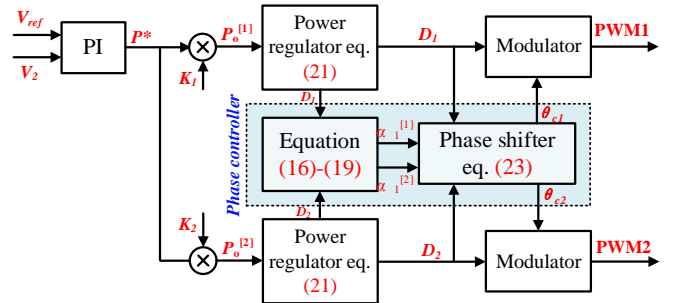 V_ref
V_2
PI
P*
K_1
P_o^[1]
Power
regulator eq.
(21)
D_1
Modulator
PWM1
D_1
θ_c1
Phase controller
Equation
(16)-(19)
α_1^[1]
α_1^[2]
Phase shifter
eq. (23)
D_2
θ_c2
K_2
P_o^[2]
Power
regulator eq.
(21)
D_2
Modulator
PWM2